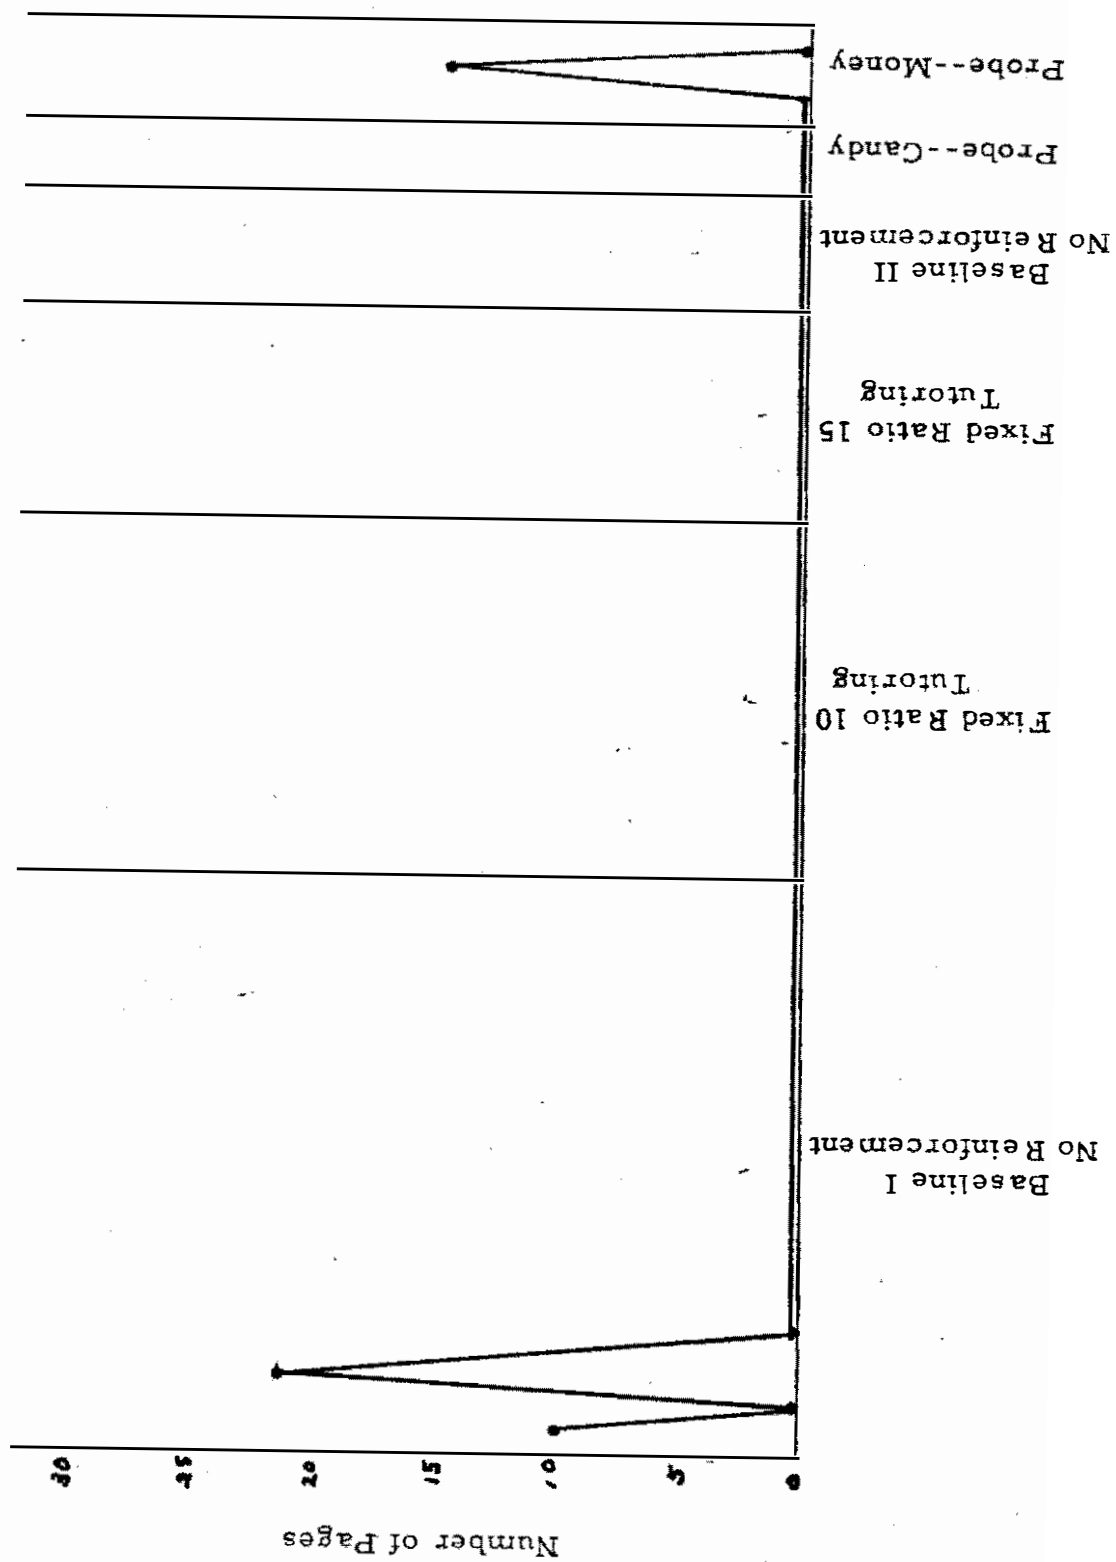 Number of Pages
30
25
20
15
10
5
0
Baseline I
No Reinforcement
Fixed Ratio 10
Tutoring
Fixed Ratio 15
Tutoring
Baseline II
No Reinforcement
Probe--Candy
Probe--Money